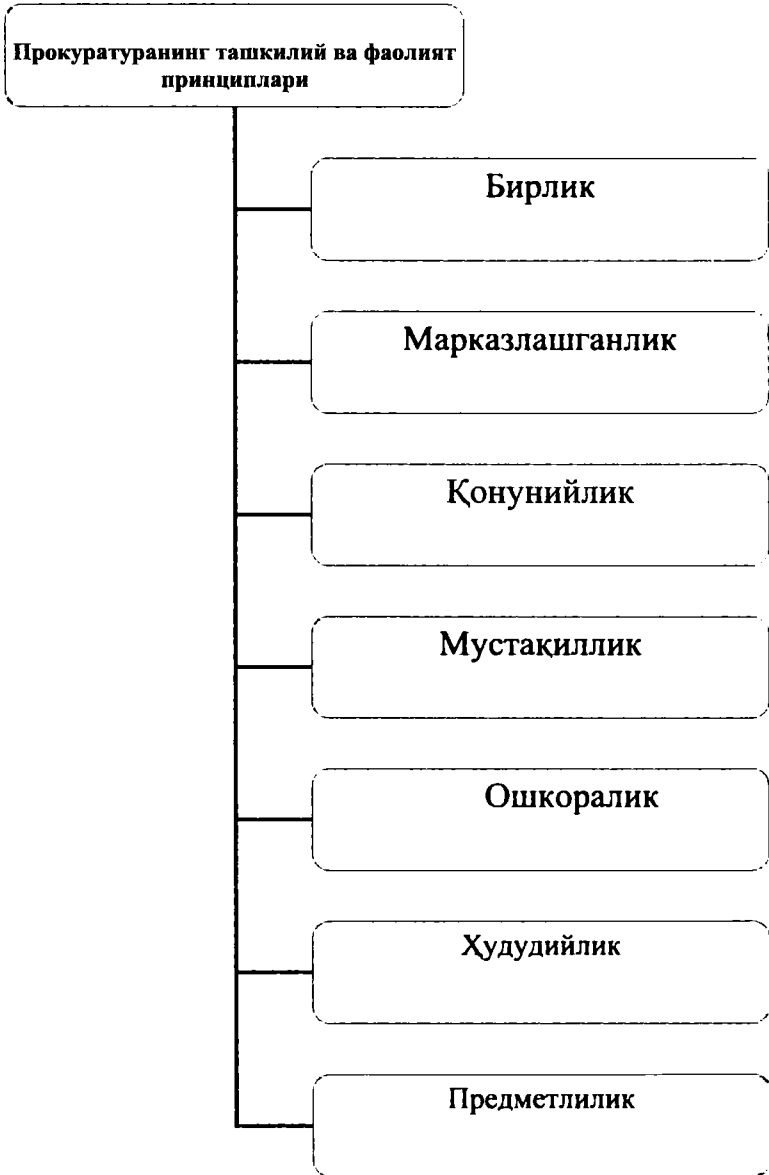 Прокуратуранинг ташкилий ва фаолият
принциплари
Бирлик
Марказлашганлик
Қонунийлик
Мустақиллик
Ошкоралик
Ҳудудийлик
Предметлилик